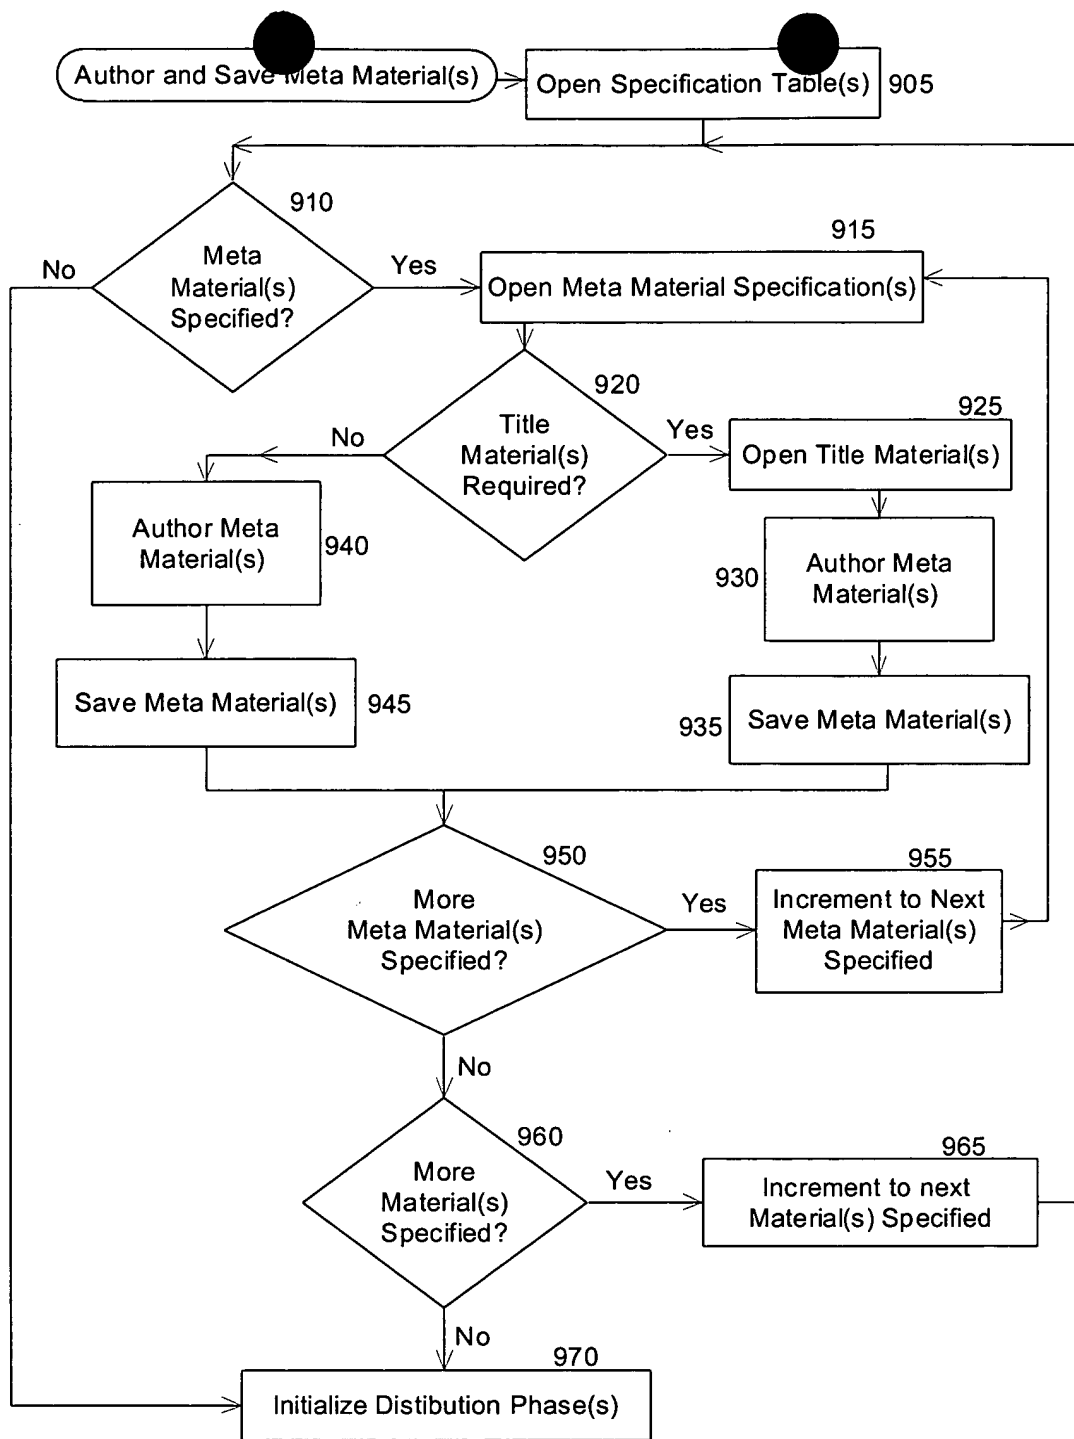 Author and Save Meta Material(s)
Open Specification Table(s)
905
910
Meta
Material(s)
Specified?
No
Yes
915
Open Meta Material Specification(s)
920
Title
Material(s)
Required?
No
Yes
925
Open Title Material(s)
Author Meta
Material(s)
940
930
Author Meta
Material(s)
Save Meta Material(s)
945
935
Save Meta Material(s)
950
More
Meta Material(s)
Specified?
Yes
955
Increment to Next
Meta Material(s)
Specified
No
960
More
Material(s)
Specified?
Yes
965
Increment to next
Material(s) Specified
No
970
Initialize Distibution Phase(s)